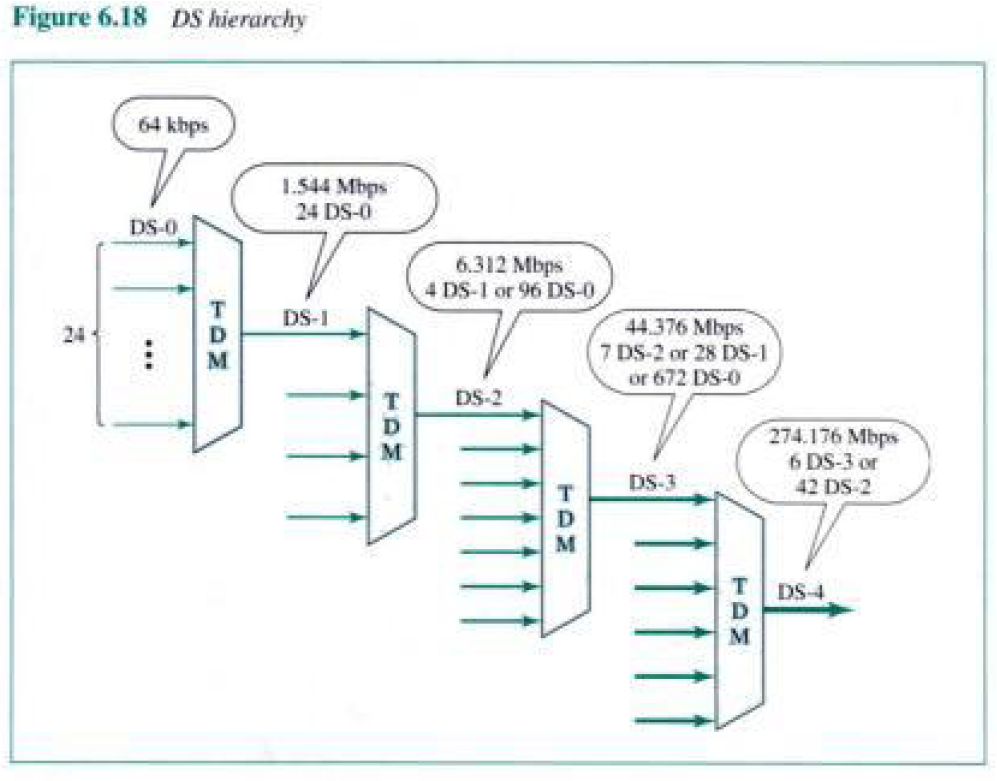 Figure 6.18 DS hierarchy
64 kbps
DS-0
24
T
D
M
1.544 Mbps
24 DS-0
DS-1
T
D
M
6.312 Mbps
4 DS-1 or 96 DS-0
DS-2
T
D
M
44.376 Mbps
7 DS-2 or 28 DS-1
or 672 DS-0
DS-3
T
D
M
274.176 Mbps
6 DS-3 or
42 DS-2
DS-4